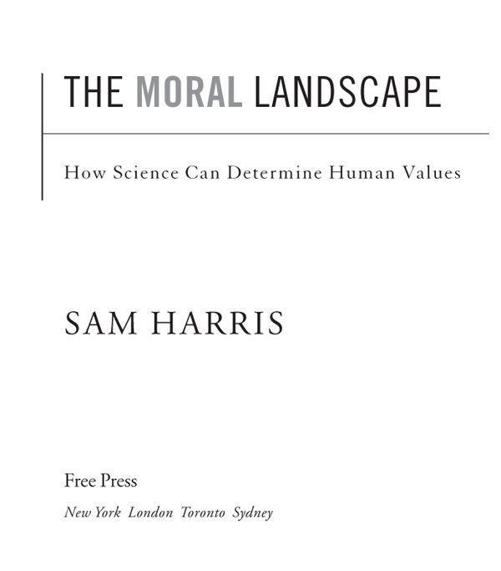 THE MORAL LANDSCAPE
How Science Can Determine Human Values
SAM HARRIS
Free Press
New York London Toronto Sydney